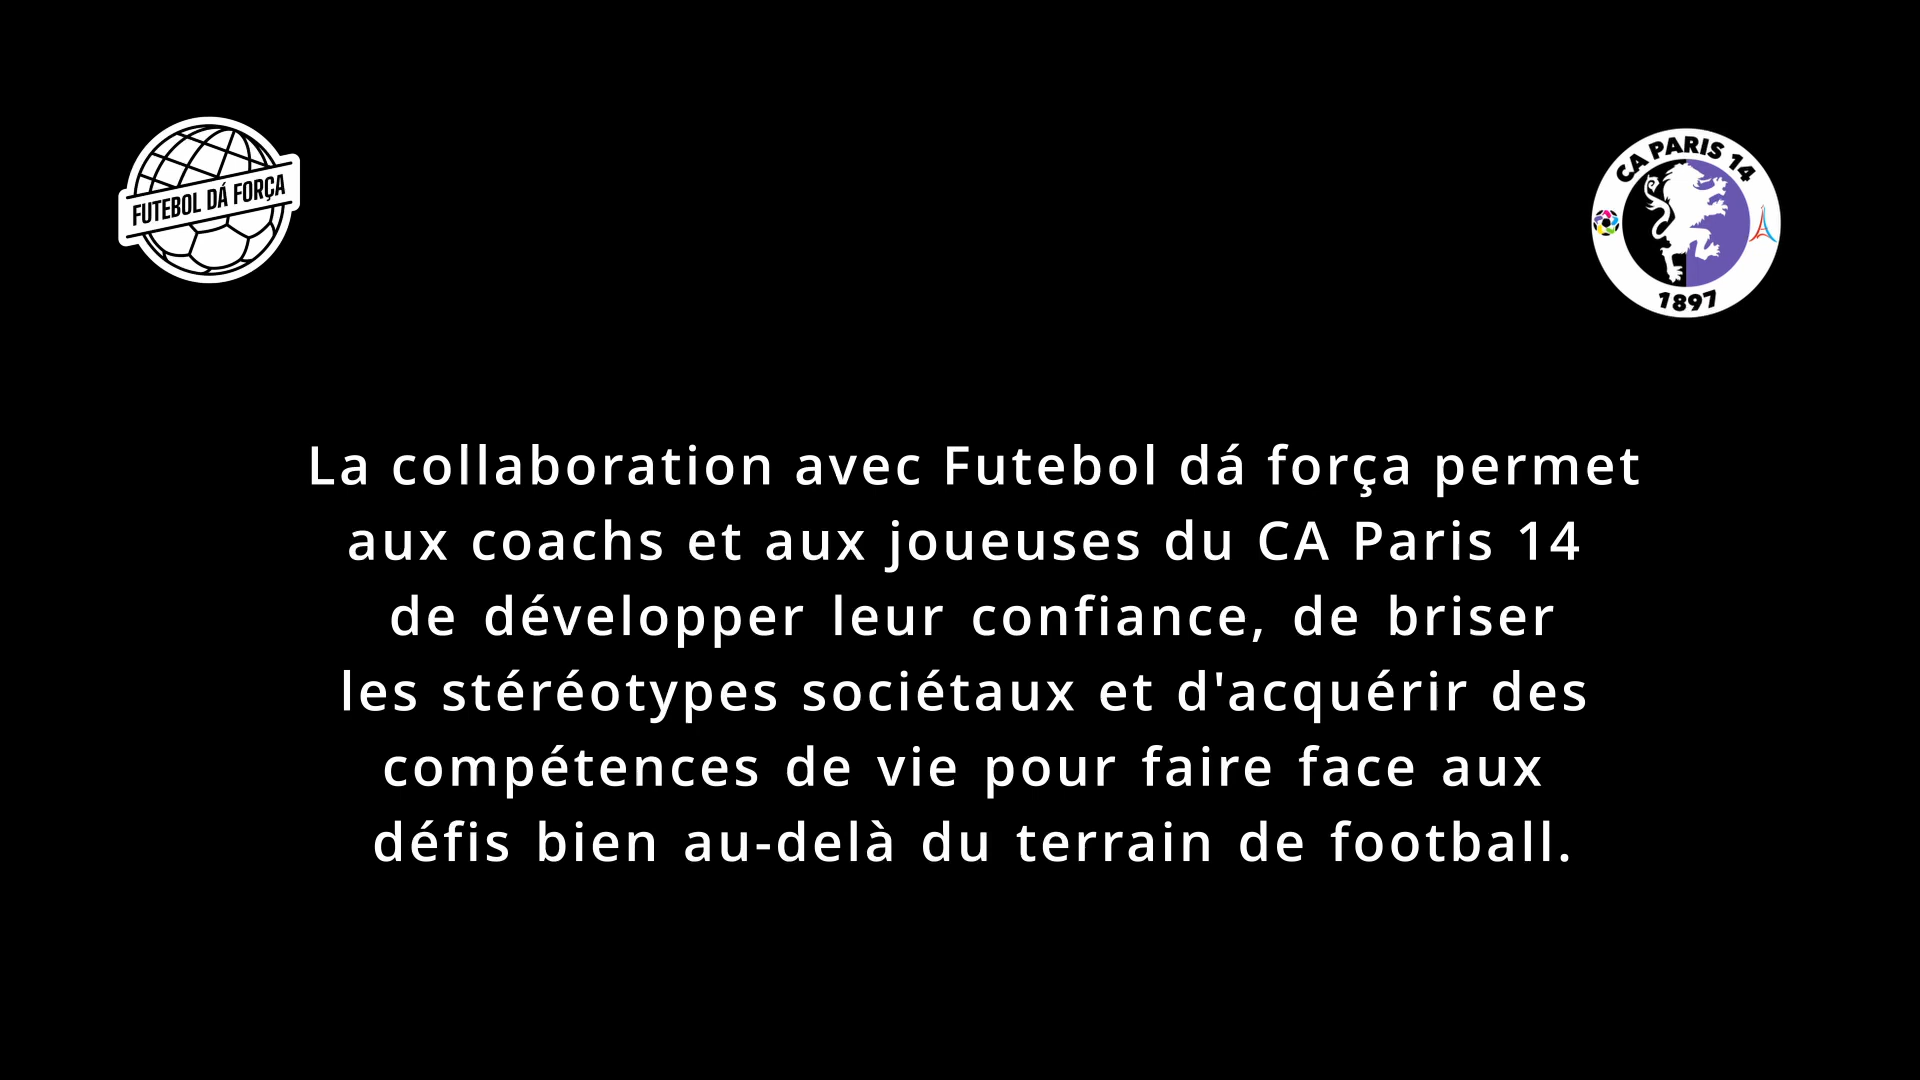 FUTEBOL DÁ FORÇA
CA PARIS 14
1897
La collaboration avec Futebol dá força permet
aux coachs et aux joueuses du CA Paris 14
de développer leur confiance, de briser
les stéréotypes sociétaux et d'acquérir des
compétences de vie pour faire face aux
défis bien au-delà du terrain de football.